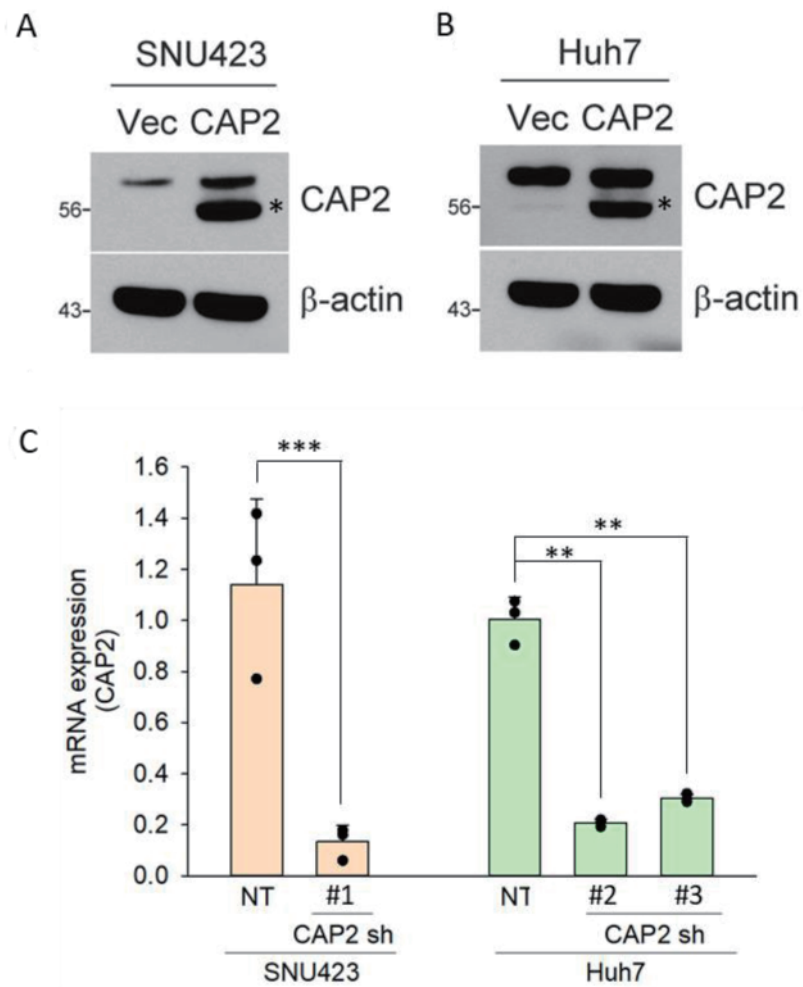 A
SNU423
Vec CAP2
56-
* CAP2
43-
β-actin
B
Huh7
Vec CAP2
56-
* CAP2
43-
β-actin
C
mRNA expression
(CAP2)
1.6
1.4
1.2
1.0
0.8
0.6
0.4
0.2
0.0
***
**
**
NT #1 NT #2 #3
CAP2 sh CAP2 sh
SNU423 Huh7